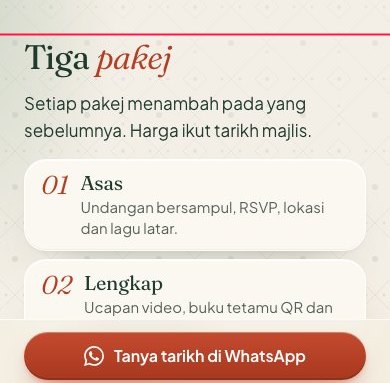 Tiga pakej
Setiap pakej menambah pada yang
sebelumnya. Harga ikut tarikh majlis.
01 Asas
Undangan bersampul, RSVP, lokasi
dan lagu latar.
02 Lengkap
Ucapan video, buku tetamu QR dan
Tanya tarikh di WhatsApp